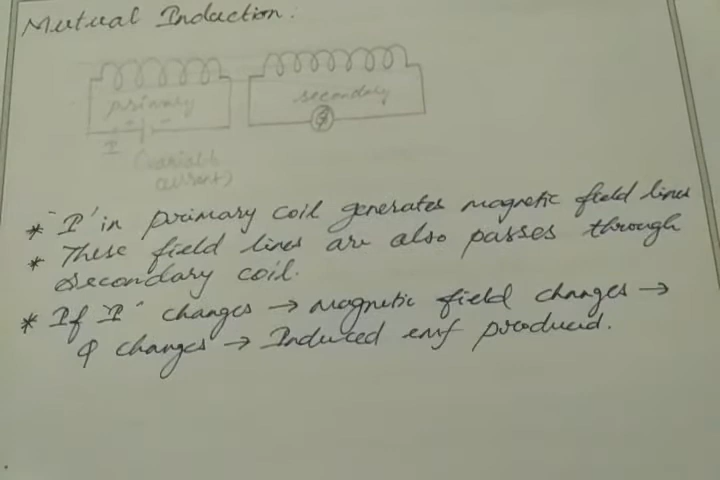 Mutual Induction:
primary
secondary
I
(variable
current)
* 'I' in primary coil generates magnetic field lines
* These field lines are also passes through
secondary coil.
* If 'I' changes → magnetic field changes →
φ changes → Induced emf produced.